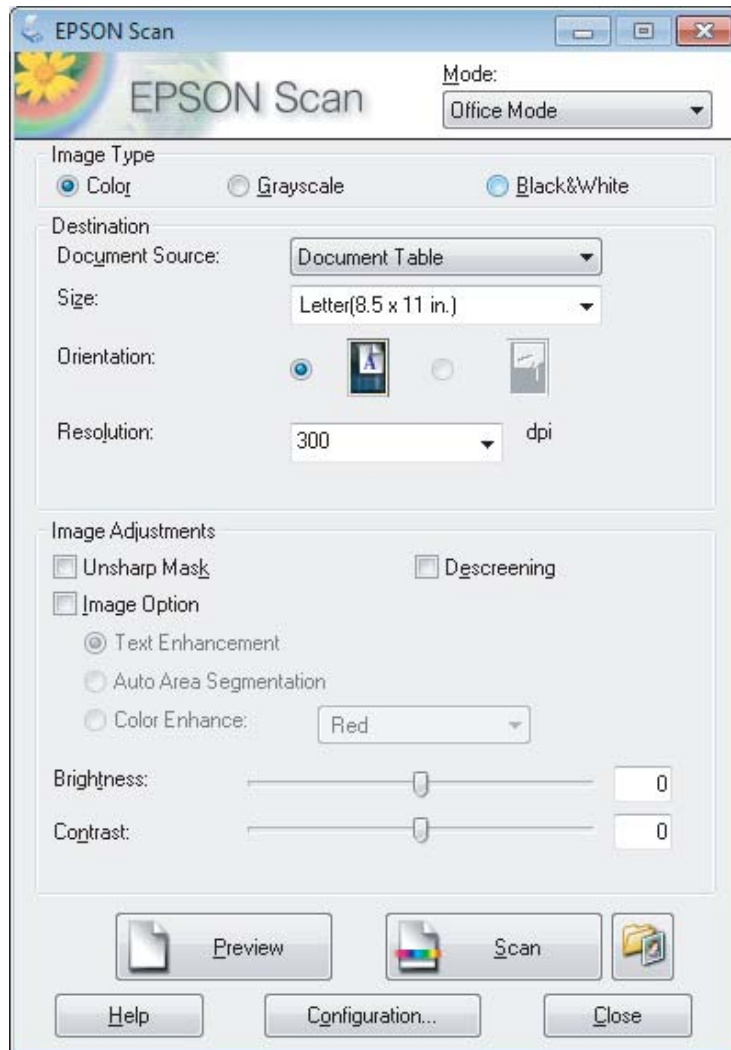 EPSON Scan
EPSON Scan
Mode:
Office Mode
Image Type
Color Grayscale Black&White
Destination
Document Source: Document Table
Size: Letter(8.5 x 11 in.)
Orientation: A
Resolution: 300 dpi
Image Adjustments
Unsharp Mask Descreening
Image Option
Text Enhancement
Auto Area Segmentation
Color Enhance: Red
Brightness: 0
Contrast: 0
Preview Scan
Help Configuration... Close